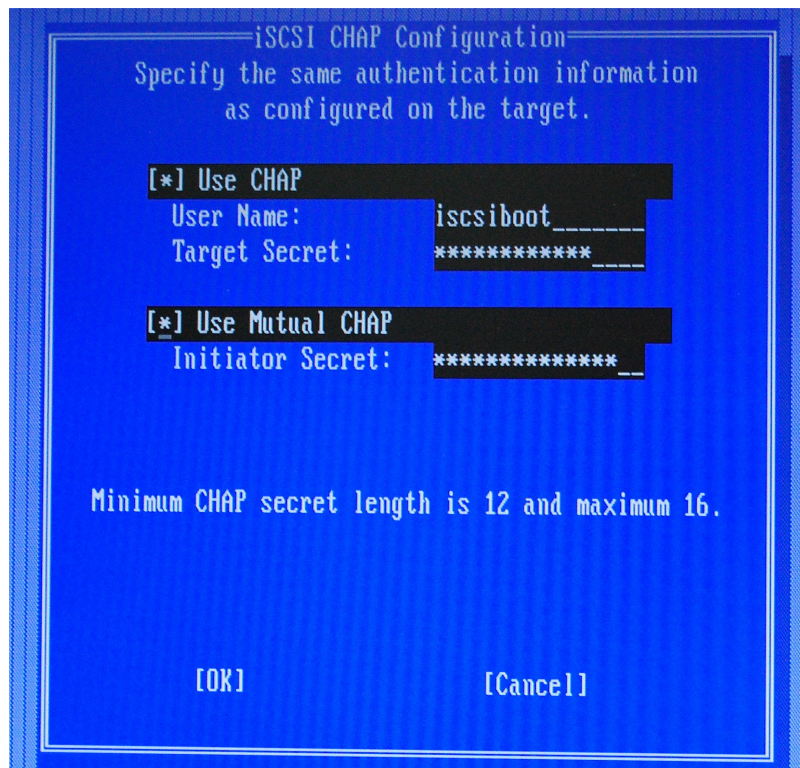 iSCSI CHAP Configuration
Specify the same authentication information
as configured on the target.
[*] Use CHAP
User Name: iscsiboot_______
Target Secret: ************____
[*] Use Mutual CHAP
Initiator Secret: **************__
Minimum CHAP secret length is 12 and maximum 16.
[OK] [Cancel]